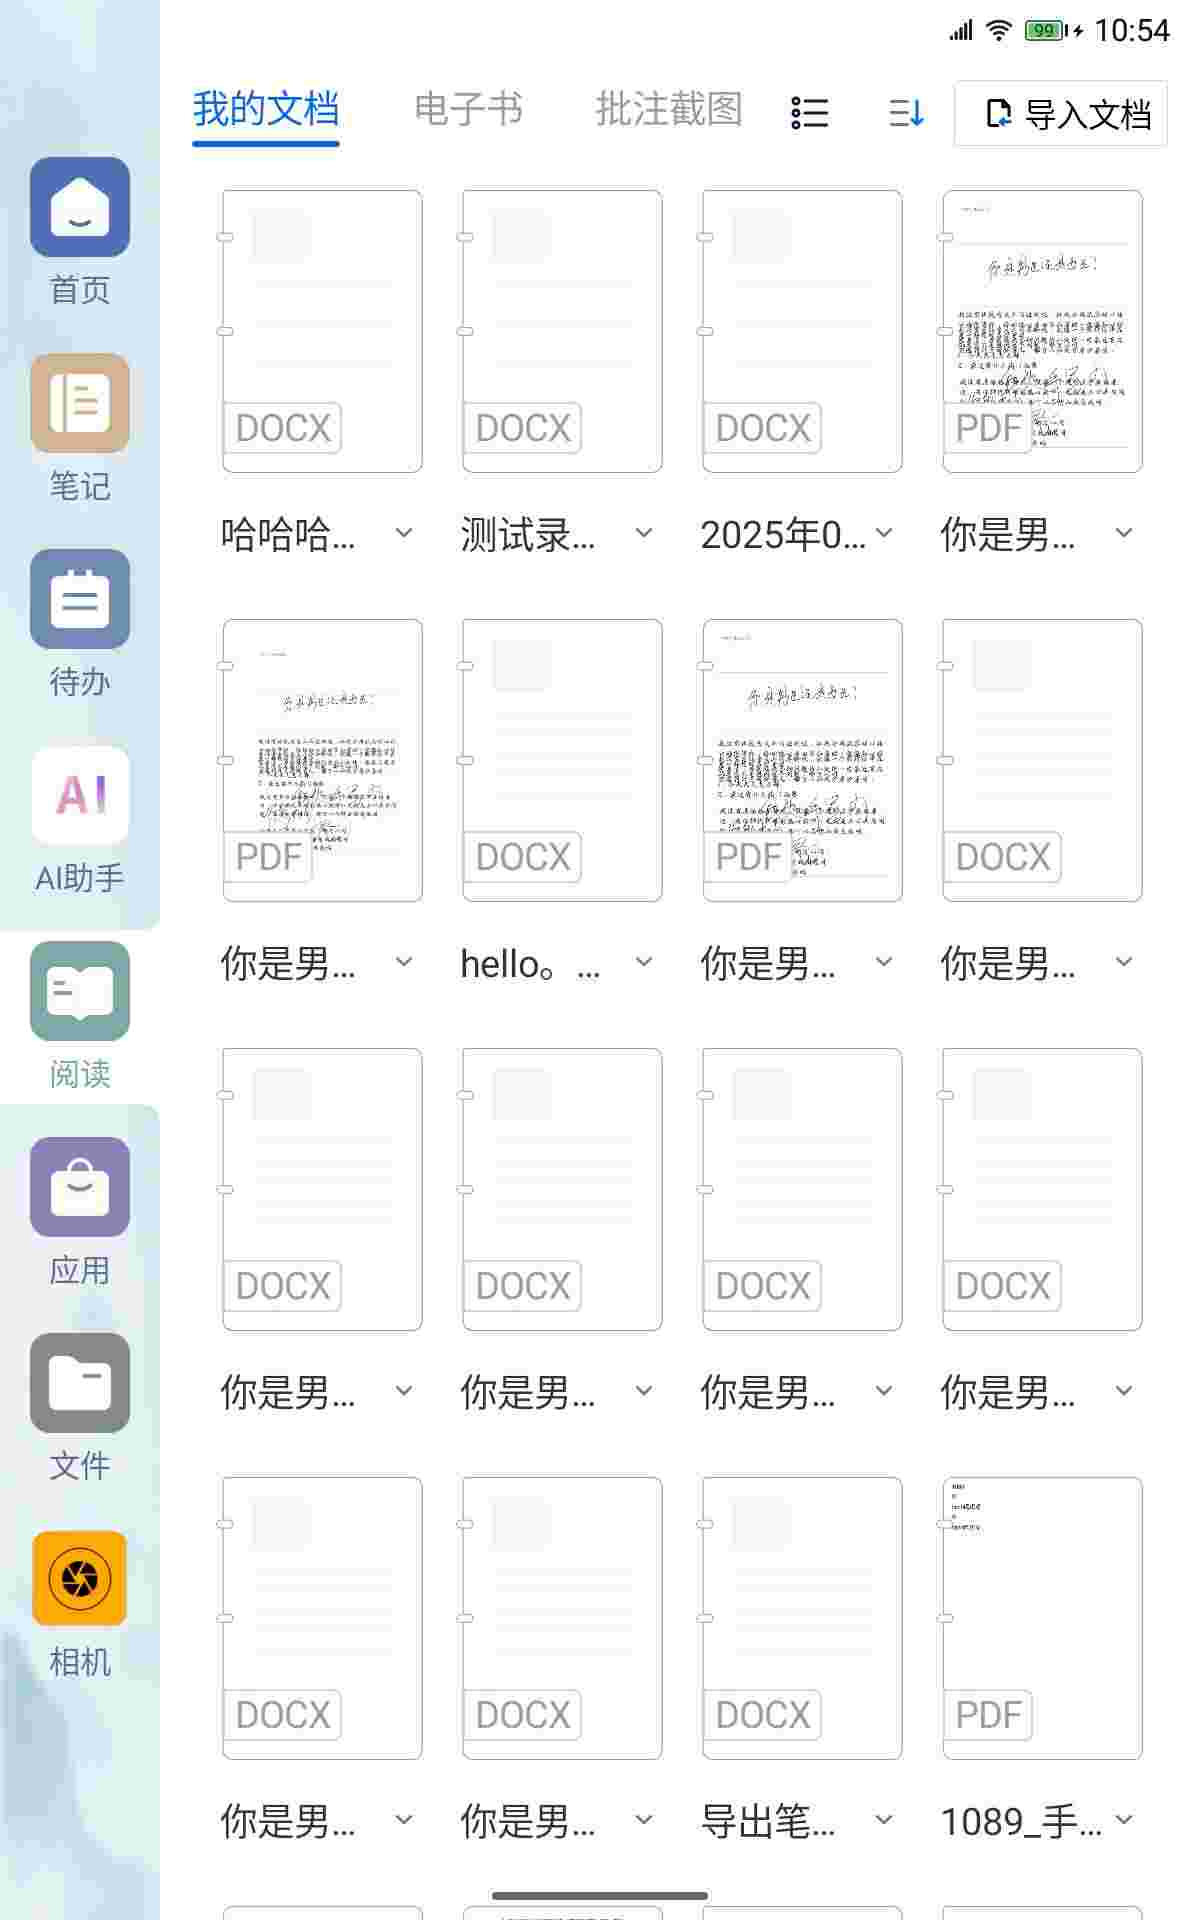 10:54
99
我的文档
电子书
批注截图
导入文档
首页
笔记
待办
AI
AI助手
阅读
应用
文件
相机
DOCX
DOCX
DOCX
PDF
哈哈哈...
测试录...
2025年0...
你是男...
PDF
DOCX
PDF
DOCX
你是男...
hello。...
你是男...
你是男...
DOCX
DOCX
DOCX
DOCX
你是男...
你是男...
你是男...
你是男...
DOCX
DOCX
DOCX
PDF
你是男...
你是男...
导出笔...
1089_手...